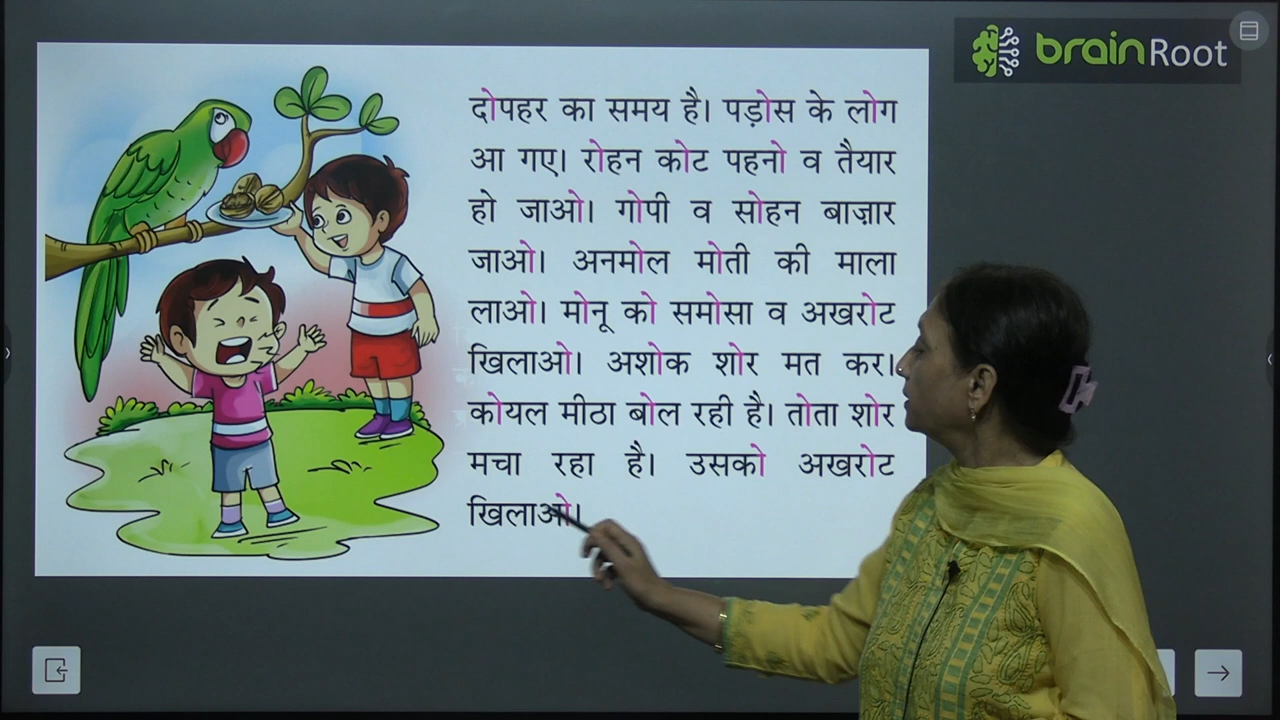 brainRoot
दोपहर का समय है। पड़ोस के लोग
आ गए। रोहन कोट पहनो व तैयार
हो जाओ। गोपी व सोहन बाज़ार
जाओ। अनमोल मोती की माला
लाओ। मोनू को समोसा व अखरोट
खिलाओ। अशोक शोर मत कर।
कोयल मीठा बोल रही है। तोता शोर
मचा रहा है। उसको अखरोट
खिलाओ।